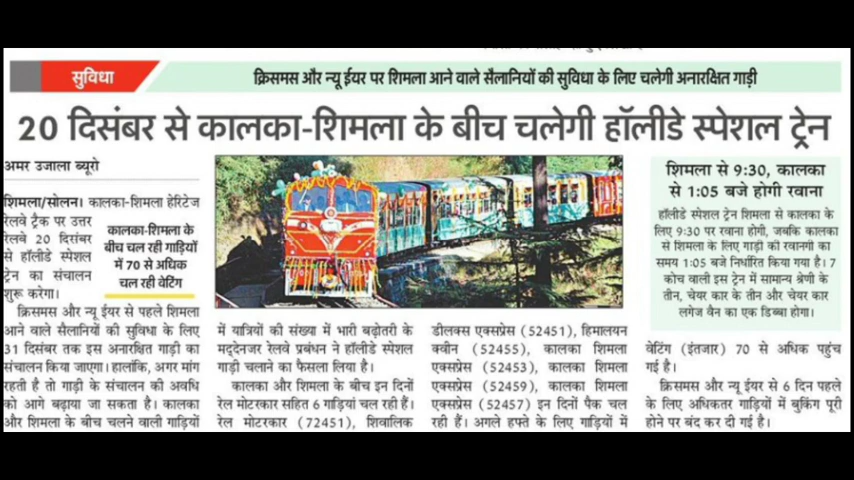 सुविधा
क्रिसमस और न्यू ईयर पर शिमला आने वाले सैलानियों की सुविधा के लिए चलेगी अनारक्षित गाड़ी
20 दिसंबर से कालका-शिमला के बीच चलेगी हॉलीडे स्पेशल ट्रेन
अमर उजाला ब्यूरो
शिमला/सोलन। कालका-शिमला हेरिटेज
रेलवे ट्रैक पर उत्तर
रेलवे 20 दिसंबर
से हॉलीडे स्पेशल
ट्रेन का संचालन
शुरू करेगा।
कालका-शिमला के
बीच चल रही गाड़ियों
में 70 से अधिक
चल रही वेटिंग
क्रिसमस और न्यू ईयर से पहले शिमला
आने वाले सैलानियों की सुविधा के लिए
31 दिसंबर तक इस अनारक्षित गाड़ी का
संचालन किया जाएगा। हालांकि, अगर मांग
रहती है तो गाड़ी के संचालन की अवधि
को आगे बढ़ाया जा सकता है। कालका
और शिमला के बीच चलने वाली गाड़ियों
में यात्रियों की संख्या में भारी बढ़ोतरी के
मद्देनजर रेलवे प्रबंधन ने हॉलीडे स्पेशल
गाड़ी चलाने का फैसला लिया है।
कालका और शिमला के बीच इन दिनों
रेल मोटरकार सहित 6 गाड़ियां चल रही हैं।
रेल मोटरकार (72451), शिवालिक
डीलक्स एक्सप्रेस (52451), हिमालयन
क्वीन (52455), कालका शिमला
एक्सप्रेस (52453), कालका शिमला
एक्सप्रेस (52459), कालका शिमला
एक्सप्रेस (52457) इन दिनों पैक चल
रही हैं। अगले हफ्ते के लिए गाड़ियों में
शिमला से 9:30, कालका
से 1:05 बजे होगी रवाना
हॉलीडे स्पेशल ट्रेन शिमला से कालका के
लिए 9:30 पर रवाना होगी, जबकि कालका
से शिमला के लिए गाड़ी की रवानगी का
समय 1:05 बजे निर्धारित किया गया है। 7
कोच वाली इस ट्रेन में सामान्य श्रेणी के
तीन, चेयर कार के तीन और चेयर कार
लगेज वैन का एक डिब्बा होगा।
वेटिंग (इंतजार) 70 से अधिक पहुंच
गई है।
क्रिसमस और न्यू ईयर से 6 दिन पहले
के लिए अधिकतर गाड़ियों में बुकिंग पूरी
होने पर बंद कर दी गई है।